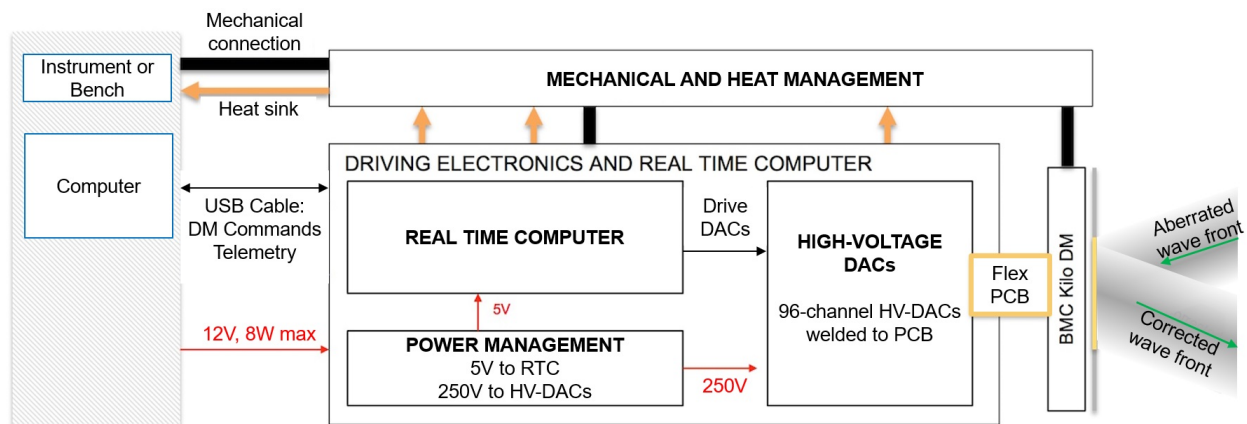 Mechanical
connection
Instrument or
Bench
MECHANICAL AND HEAT MANAGEMENT
Heat sink
DRIVING ELECTRONICS AND REAL TIME COMPUTER
Computer
USB Cable:
DM Commands
Telemetry
REAL TIME COMPUTER
Drive
DACs
HIGH-VOLTAGE
DACs
96-channel HV-DACs
welded to PCB
Flex
PCB
BMC Kilo DM
Aberrated
wave front
Corrected
wave front
5V
12V, 8W max
POWER MANAGEMENT
5V to RTC
250V to HV-DACs
250V